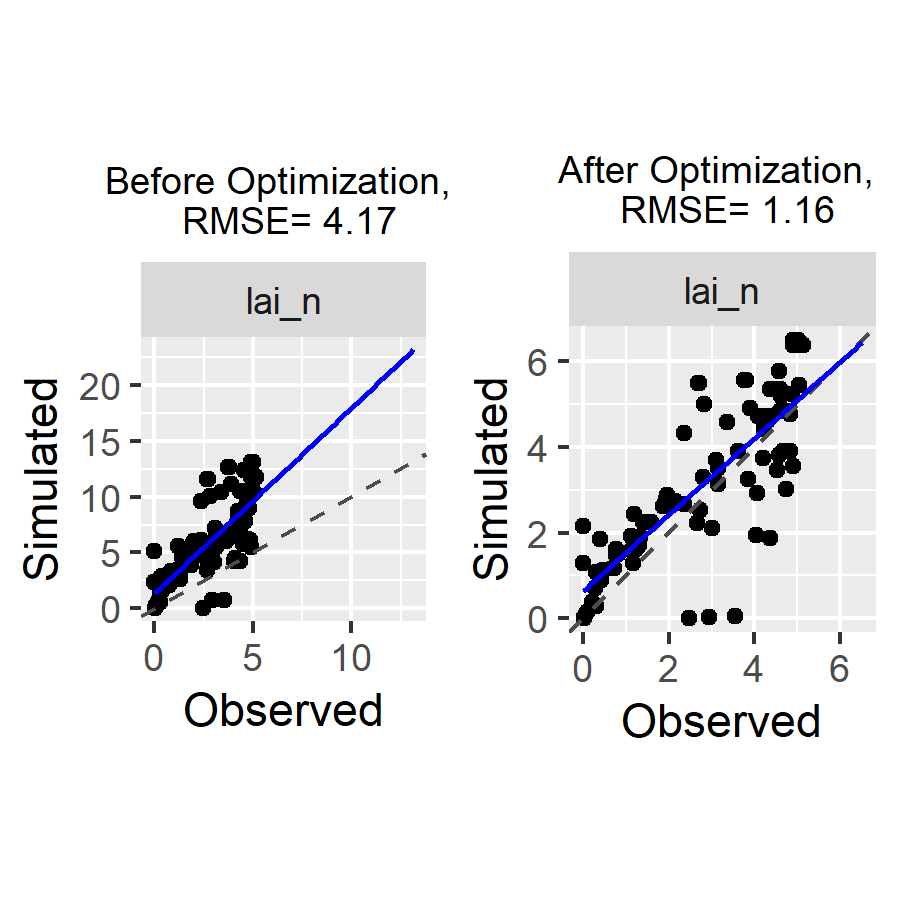 Before Optimization,
RMSE= 4.17
lai_n
Simulated
20
15
10
5
0
0 5 10
Observed
After Optimization,
RMSE= 1.16
lai_n
Simulated
6
4
2
0
0 2 4 6
Observed